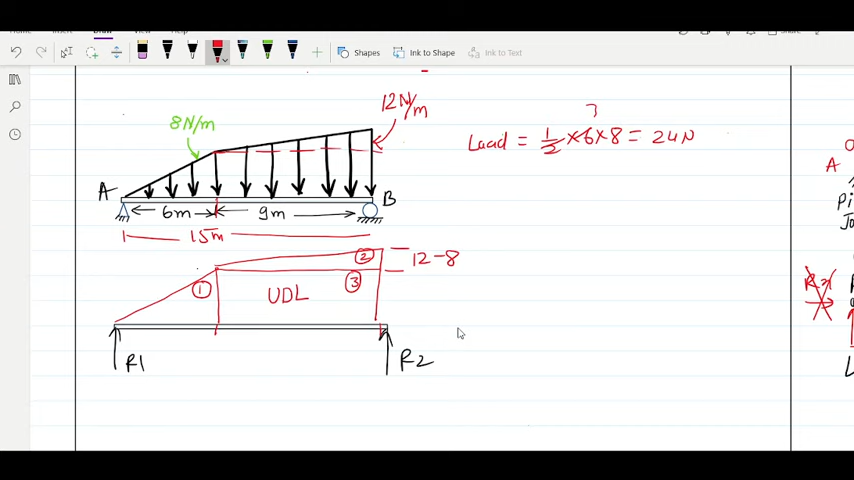 Shapes
Ink to Shape
Ink to Text
8N/m
12N/m
3
Load = 1/2 × 6 × 8 = 24N
A
B
6m
9m
15m
12-8
1
2
3
UDL
R1
R2
A